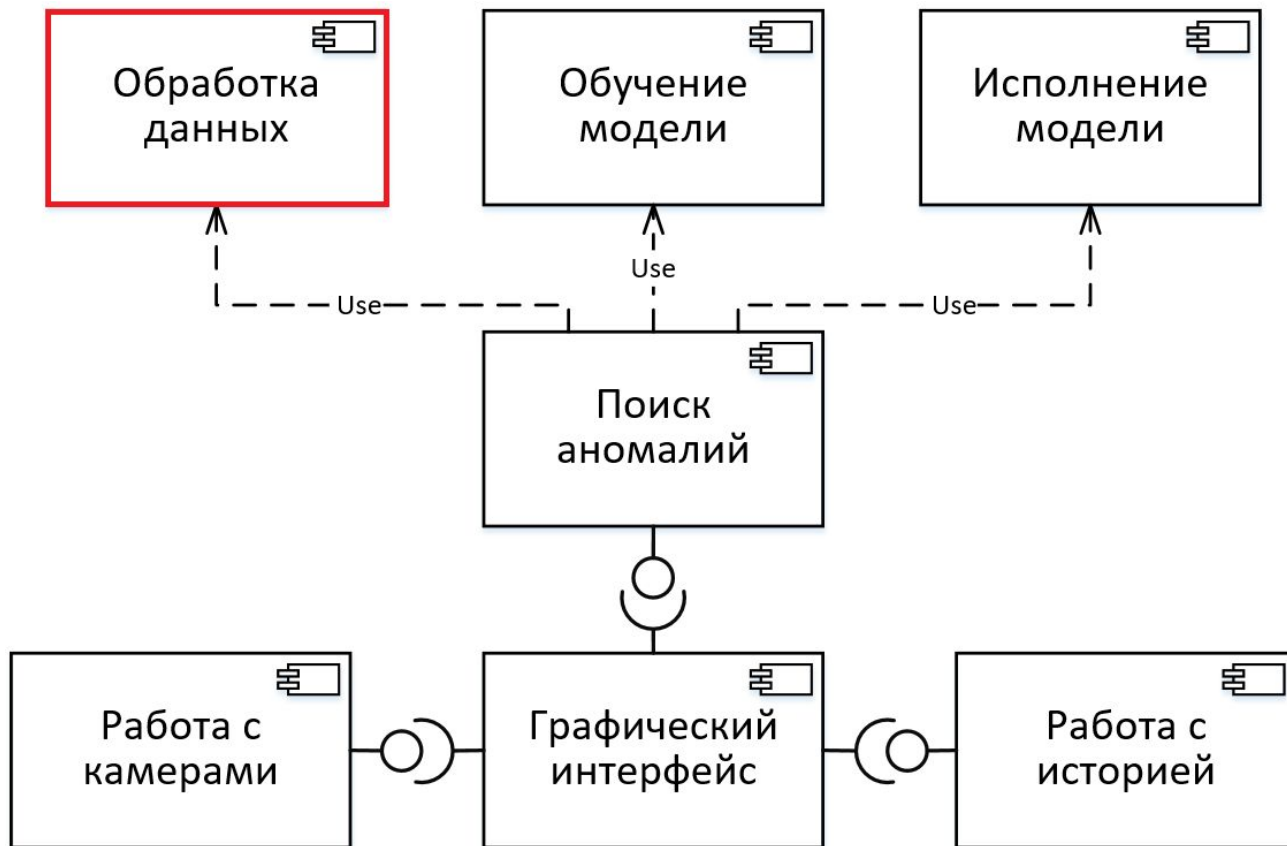 Обработка
данных
Обучение
модели
Исполнение
модели
Use
Use
Use
Поиск
аномалий
Работа с
камерами
Графический
интерфейс
Работа с
историей